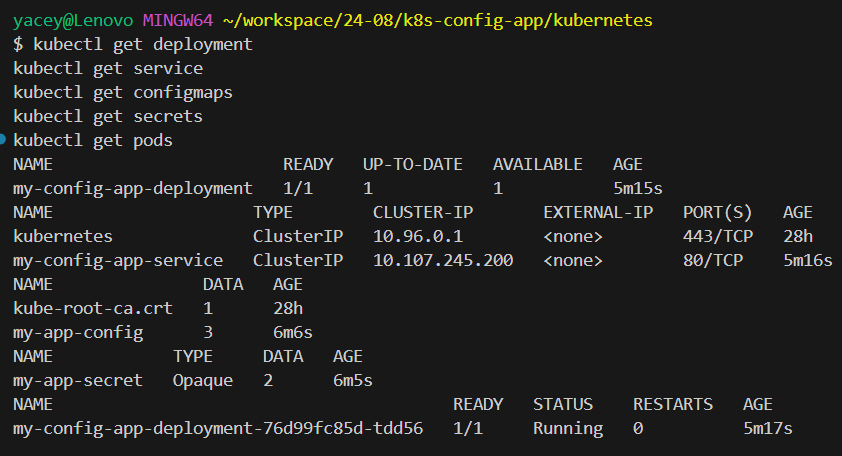 yacey@Lenovo MINGW64 ~/workspace/24-08/k8s-config-app/kubernetes
$ kubectl get deployment
kubectl get service
kubectl get configmaps
kubectl get secrets
kubectl get pods
NAME                       READY   UP-TO-DATE   AVAILABLE   AGE
my-config-app-deployment   1/1     1            1           5m15s
NAME                    TYPE        CLUSTER-IP       EXTERNAL-IP   PORT(S)   AGE
kubernetes              ClusterIP   10.96.0.1        <none>        443/TCP   28h
my-config-app-service   ClusterIP   10.107.245.200   <none>        80/TCP    5m16s
NAME               DATA   AGE
kube-root-ca.crt   1      28h
my-app-config      3      6m6s
NAME            TYPE     DATA   AGE
my-app-secret   Opaque   2      6m5s
NAME                                        READY   STATUS    RESTARTS   AGE
my-config-app-deployment-76d99fc85d-tdd56   1/1     Running   0          5m17s